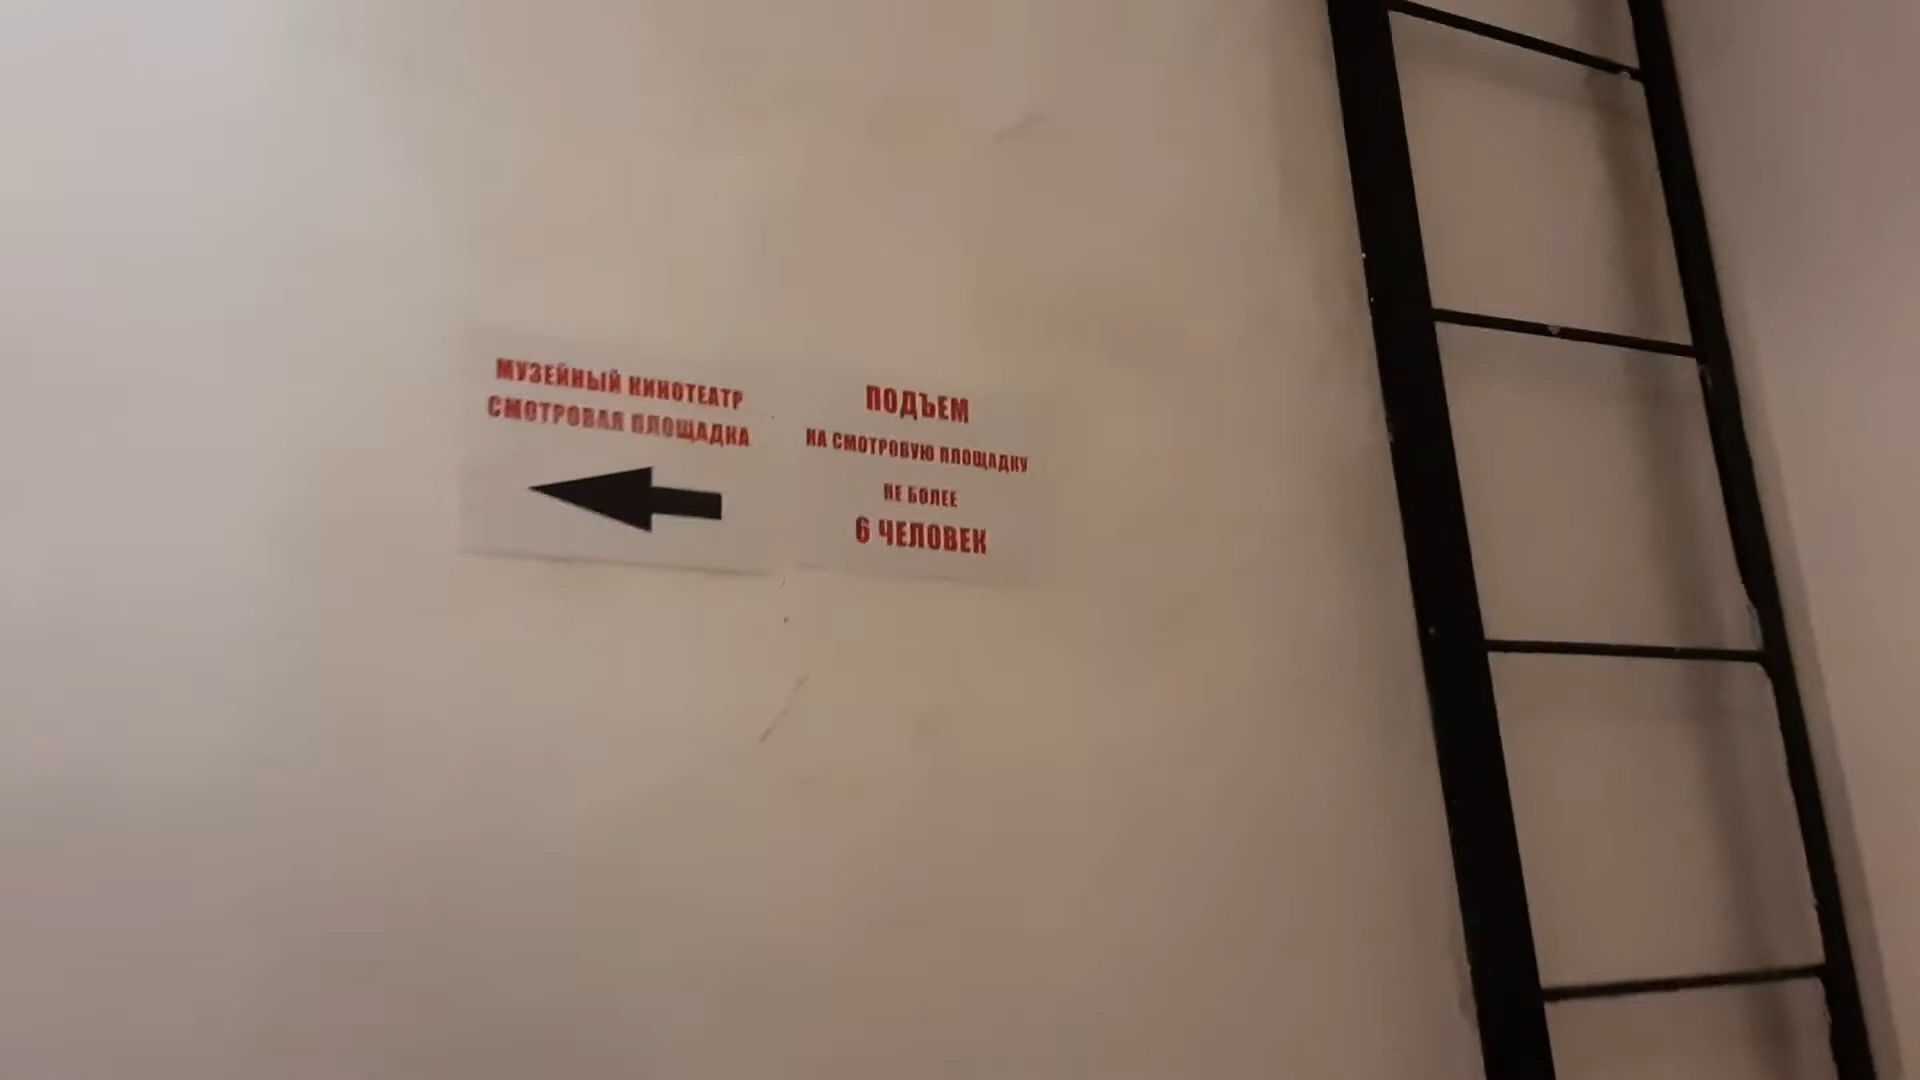 МУЗЕЙНЫЙ КИНОТЕАТР
СМОТРОВАЯ ПЛОЩАДКА
ПОДЪЕМ
НА СМОТРОВУЮ ПЛОЩАДКУ
НЕ БОЛЕЕ
6 ЧЕЛОВЕК